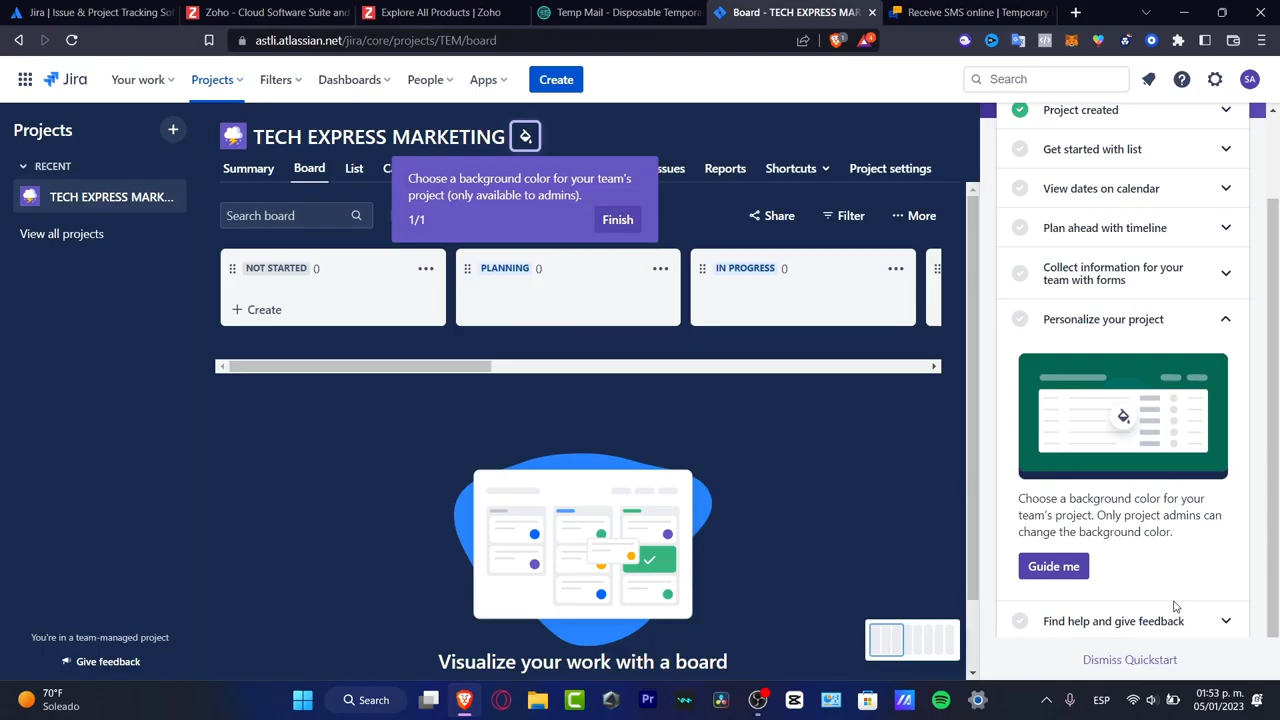 Jira | Issue & Project Tracking Sof
Zoho - Cloud Software Suite and
Explore All Products | Zoho
Temp Mail - Disposable Tempora
Board - TECH EXPRESS MAR
Receive SMS online | Temporary
astli.atlassian.net/jira/core/projects/TEM/board
1
4
Jira
Your work
Projects
Filters
Dashboards
People
Apps
Create
Search
SA
Projects
RECENT
TECH EXPRESS MARK...
View all projects
TECH EXPRESS MARKETING
Summary
Board
List
C
ssues
Reports
Shortcuts
Project settings
Choose a background color for your team's
project (only available to admins).
1/1
Finish
Search board
Share
Filter
More
NOT STARTED 0
PLANNING 0
IN PROGRESS 0
Create
Visualize your work with a board
You're in a team-managed project
Give feedback
Project created
Get started with list
View dates on calendar
Plan ahead with timeline
Collect information for your
team with forms
Personalize your project
Choose a background color for your
team's project. Only project admins can
change the background color.
Guide me
Find help and give feedback
Dismiss Quickstart
70°F
Soleado
Search
Pr
ESP
01:53 p. m.
05/01/2023